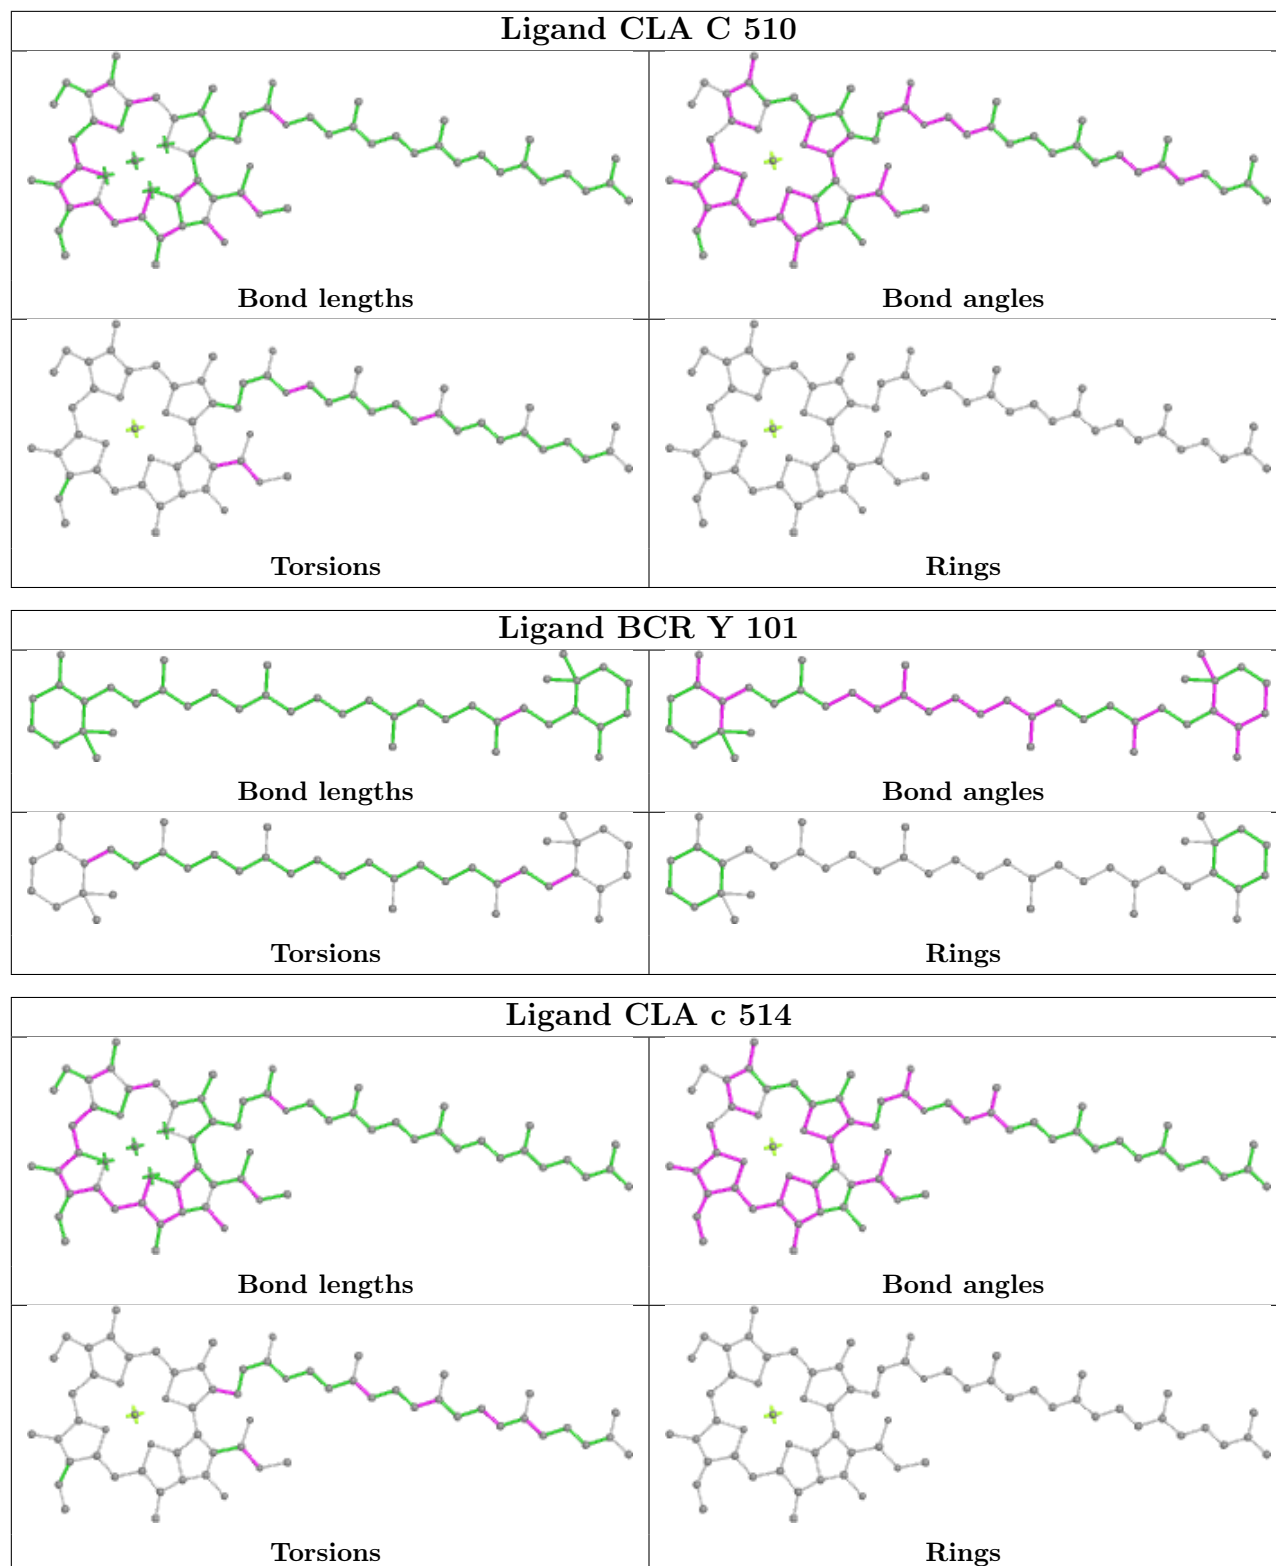 Ligand CLA C 510
Bond lengths
Bond angles
Torsions
Rings
Ligand BCR Y 101
Bond lengths
Bond angles
Torsions
Rings
Ligand CLA c 514
Bond lengths
Bond angles
Torsions
Rings